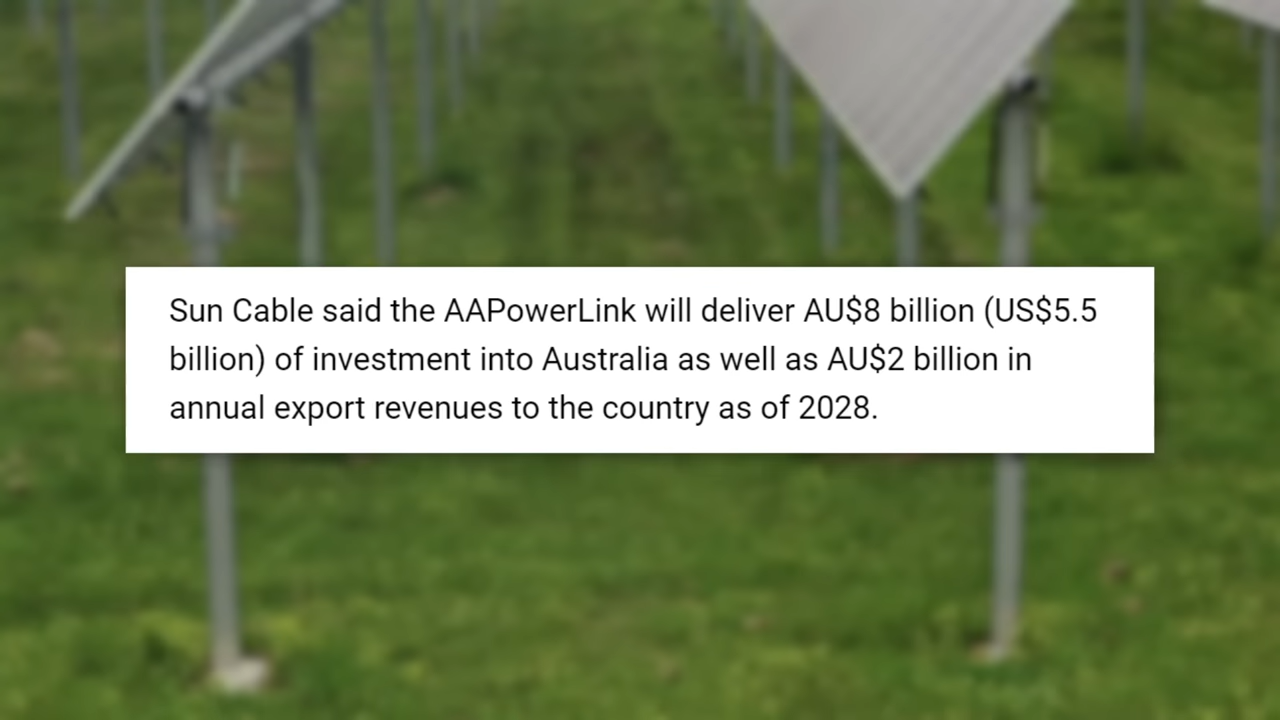 Sun Cable said the AAPowerLink will deliver AU$8 billion (US$5.5
billion) of investment into Australia as well as AU$2 billion in
annual export revenues to the country as of 2028.